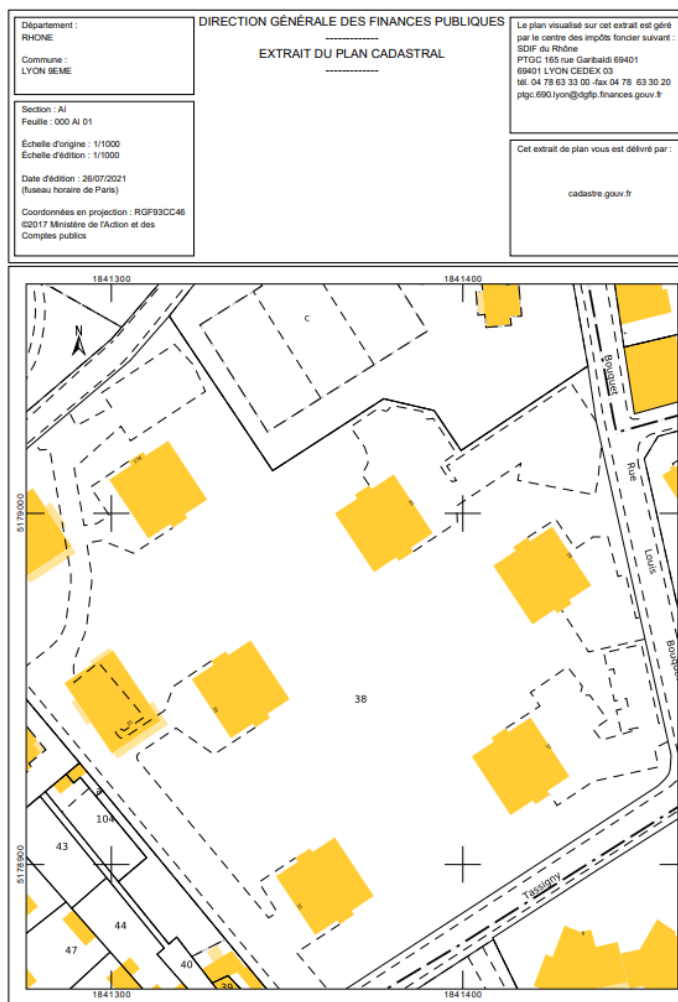 Département :
RHONE
Commune :
LYON 9EME
Section : AI
Feuille : 000 AI 01
Échelle d'origine : 1/1000
Échelle d'édition : 1/1000
Date d'édition : 26/07/2021
(fuseau horaire de Paris)
Coordonnées en projection : RGF93CC46
©2017 Ministère de l'Action et des
Comptes publics
DIRECTION GÉNÉRALE DES FINANCES PUBLIQUES
-------------
EXTRAIT DU PLAN CADASTRAL
-------------
Le plan visualisé sur cet extrait est géré
par le centre des impôts foncier suivant :
SDIF du Rhône
PTGC 165 rue Garibaldi 69401
69401 LYON CEDEX 03
tél. 04 78 63 33 00 -fax 04 78 63 30 20
ptgc.690.lyon@dgfip.finances.gouv.fr
Cet extrait de plan vous est délivré par :
cadastre.gouv.fr
1841300
1841400
N
c
Bouquet
Rue
5179000
Louis
Bouquet
38
104
43
5178900
Tassigny
44
47
40
39
1841300
1841400